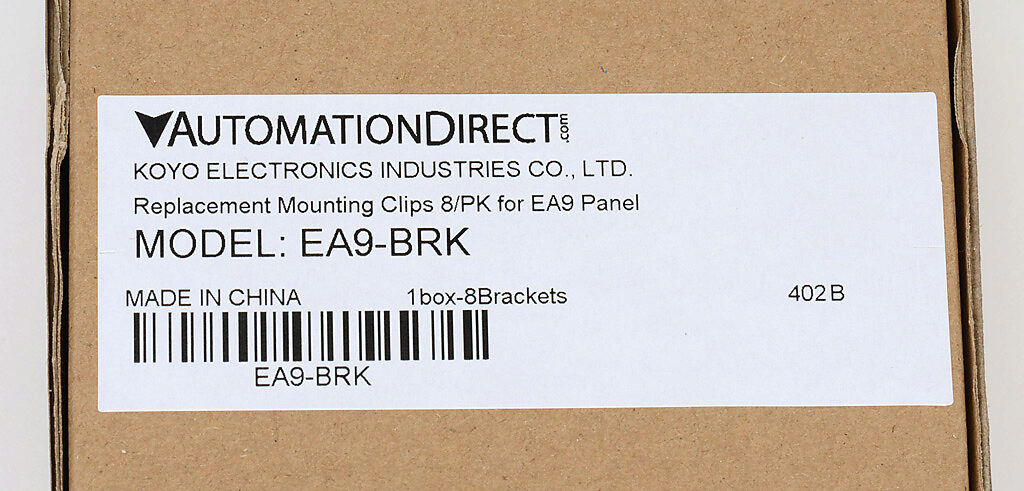 AUTOMATIONDIRECT.com
KOYO ELECTRONICS INDUSTRIES CO., LTD.
Replacement Mounting Clips 8/PK for EA9 Panel
MODEL: EA9-BRK
MADE IN CHINA 1box-8Brackets 402B
EA9-BRK